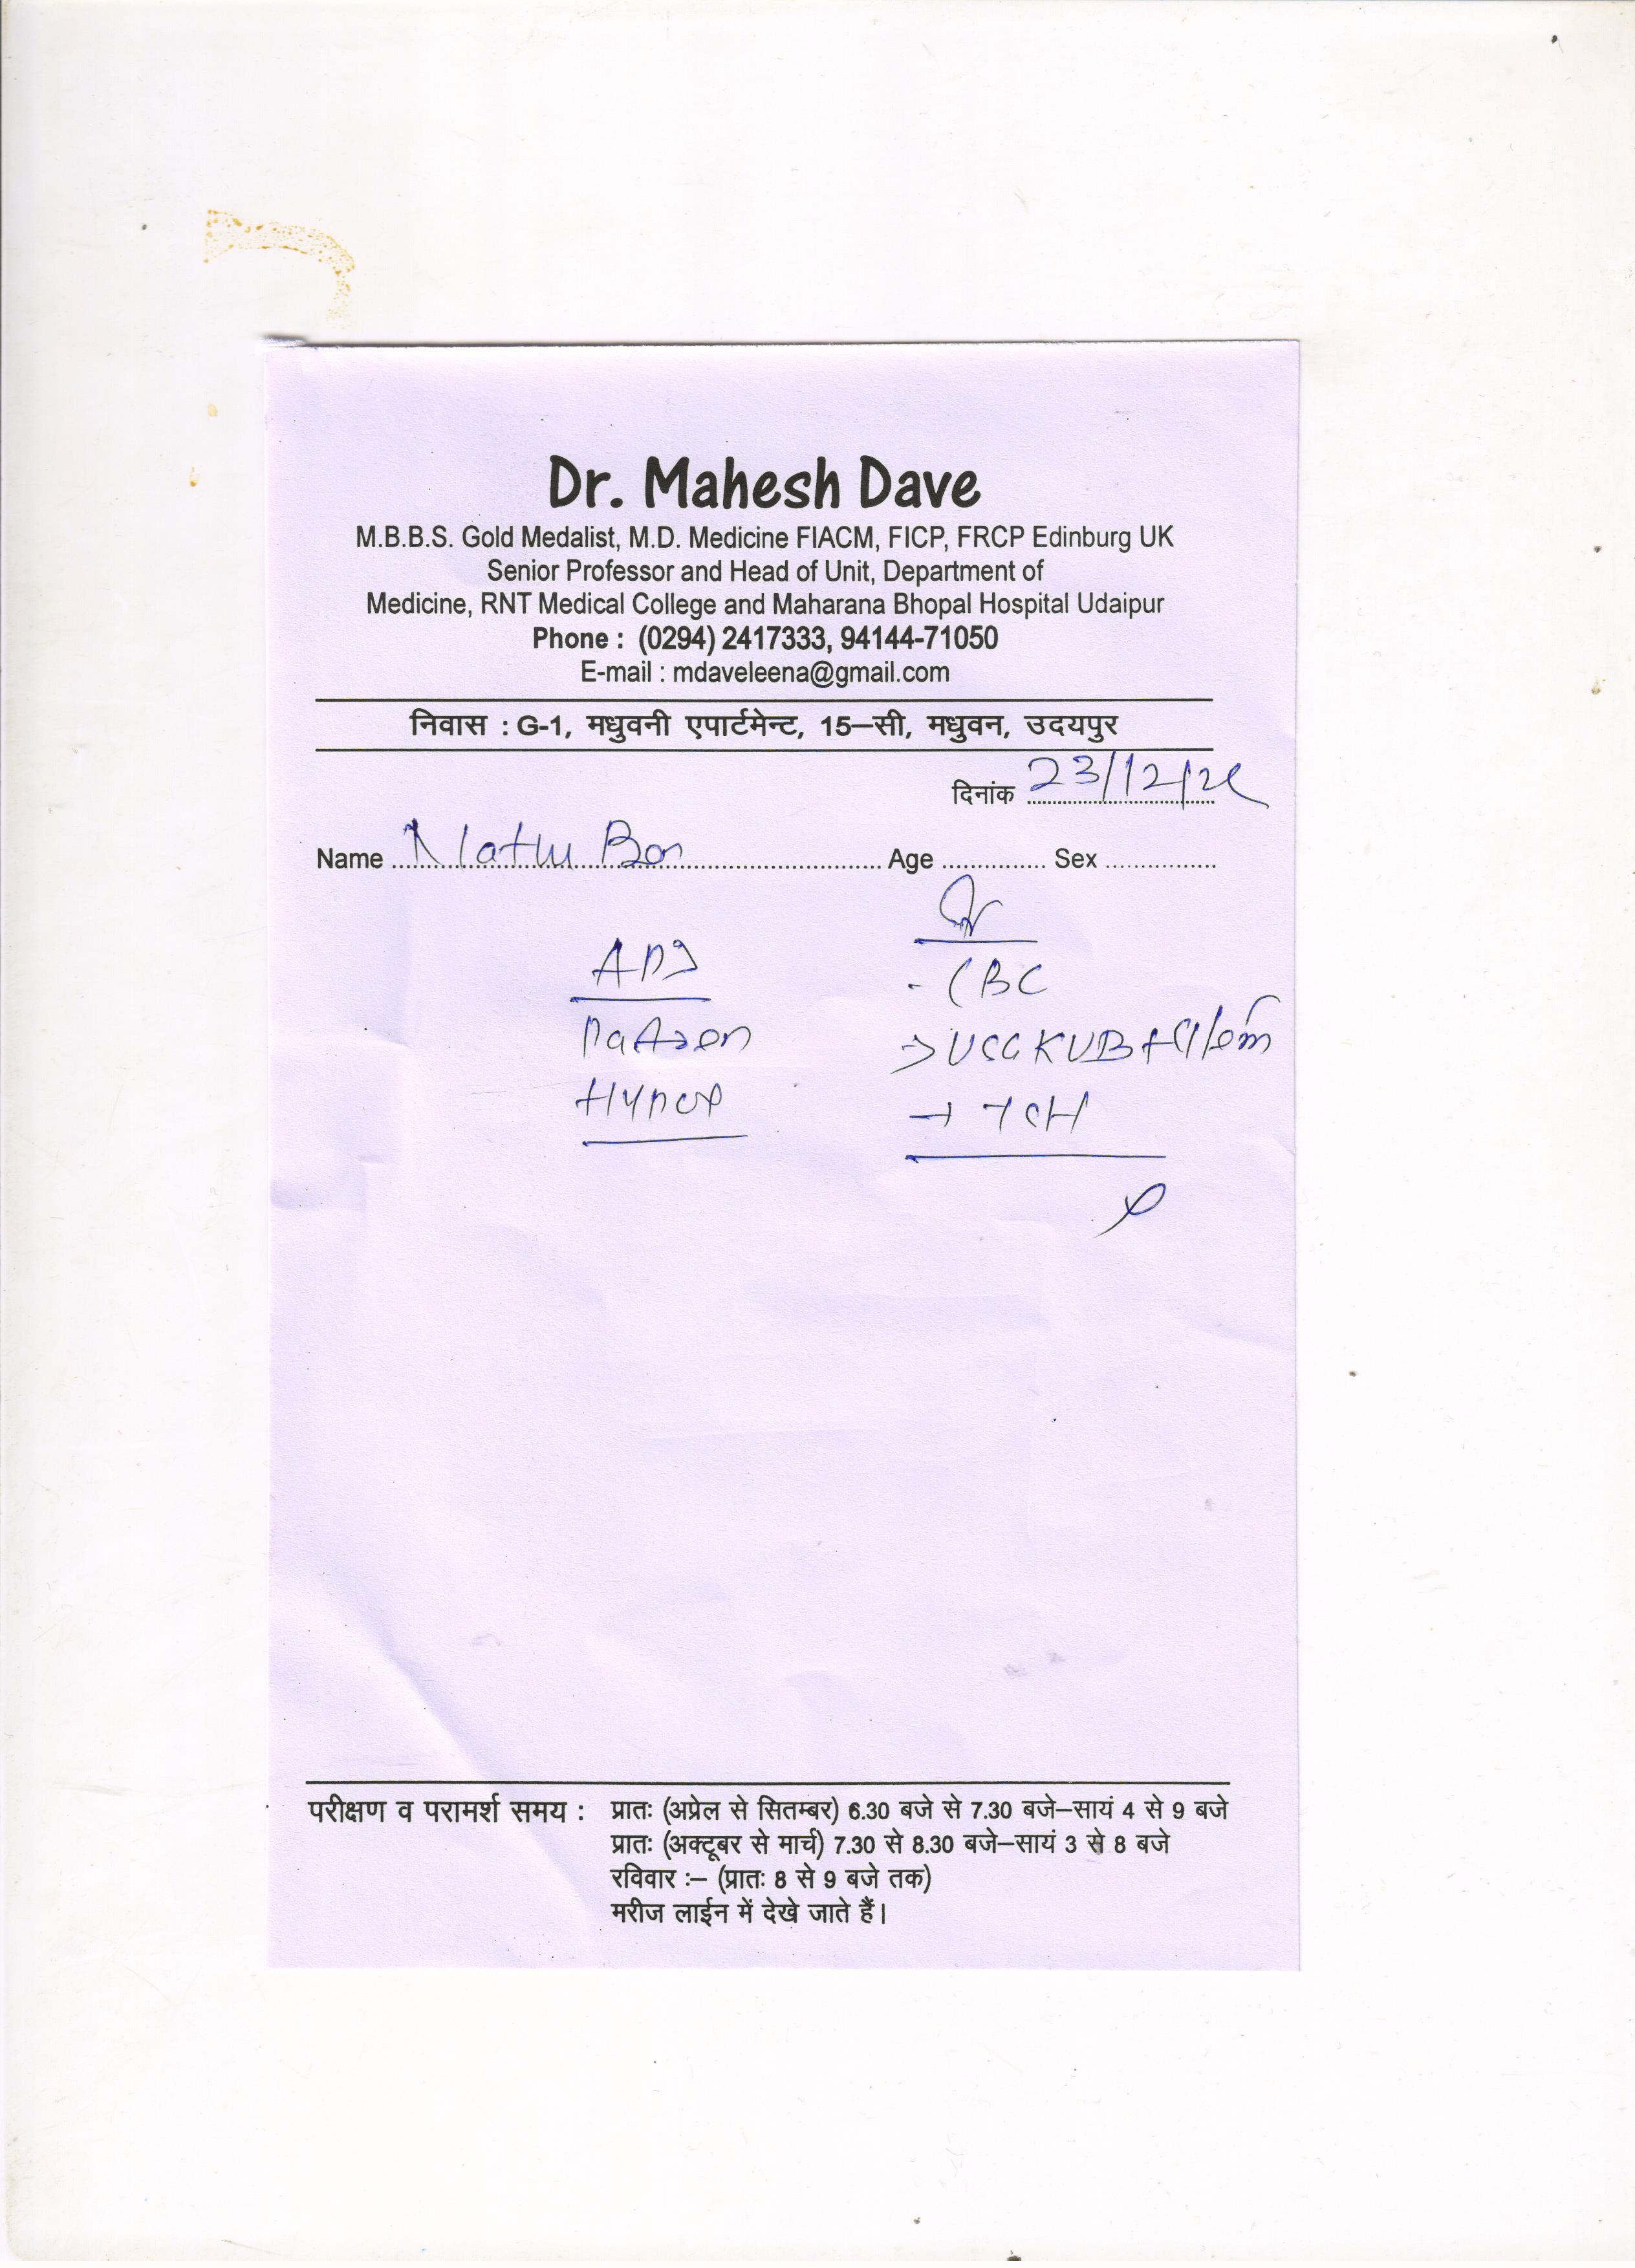 Dr. Mahesh Dave
M.B.B.S. Gold Medalist, M.D. Medicine FIACM, FICP, FRCP Edinburg UK
Senior Professor and Head of Unit, Department of
Medicine, RNT Medical College and Maharana Bhopal Hospital Udaipur
Phone : (0294) 2417333, 94144-71050
E-mail : mdaveleena@gmail.com
निवास : G-1, मधुवनी एपार्टमेन्ट, 15–सी, मधुवन, उदयपुर
दिनांक 23/12/
Name Nathu Age Sex
- CBC
→ USG KUB +
→ TSH
परीक्षण व परामर्श समय : प्रातः (अप्रेल से सितम्बर) 6.30 बजे से 7.30 बजे–सायं 4 से 9 बजे
प्रातः (अक्टूबर से मार्च) 7.30 से 8.30 बजे–सायं 3 से 8 बजे
रविवार :– (प्रातः 8 से 9 बजे तक)
मरीज लाईन में देखे जाते हैं।